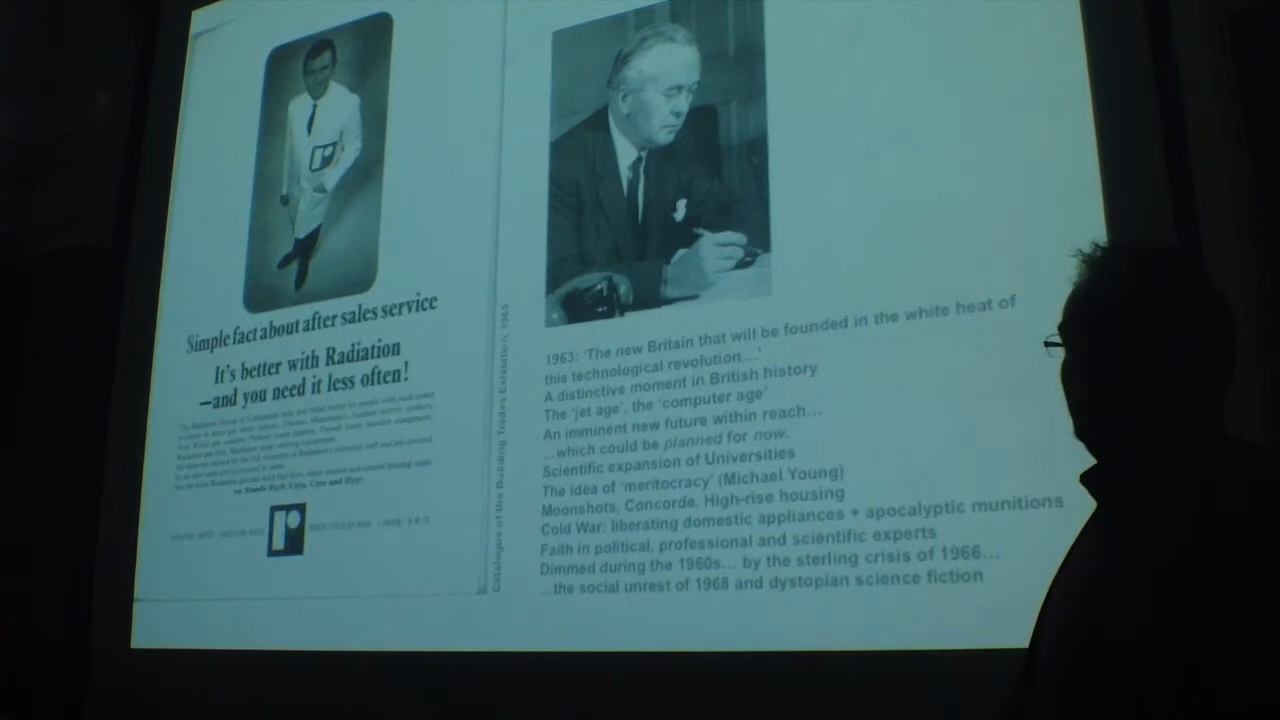 Simple fact about after sales service
It's better with Radiation
—and you need it less often!
Catalogue of the Building Trades Exhibition, 1965
1963: 'The new Britain that will be founded in the white heat of
this technological revolution…'
A distinctive moment in British history
The 'jet age', the 'computer age'
An imminent new future within reach…
…which could be planned for now.
Scientific expansion of Universities
The idea of 'meritocracy' (Michael Young)
Moonshots, Concorde, High-rise housing
Cold War: liberating domestic appliances + apocalyptic munitions
Faith in political, professional and scientific experts
Dimmed during the 1960s… by the sterling crisis of 1966…
…the social unrest of 1968 and dystopian science fiction